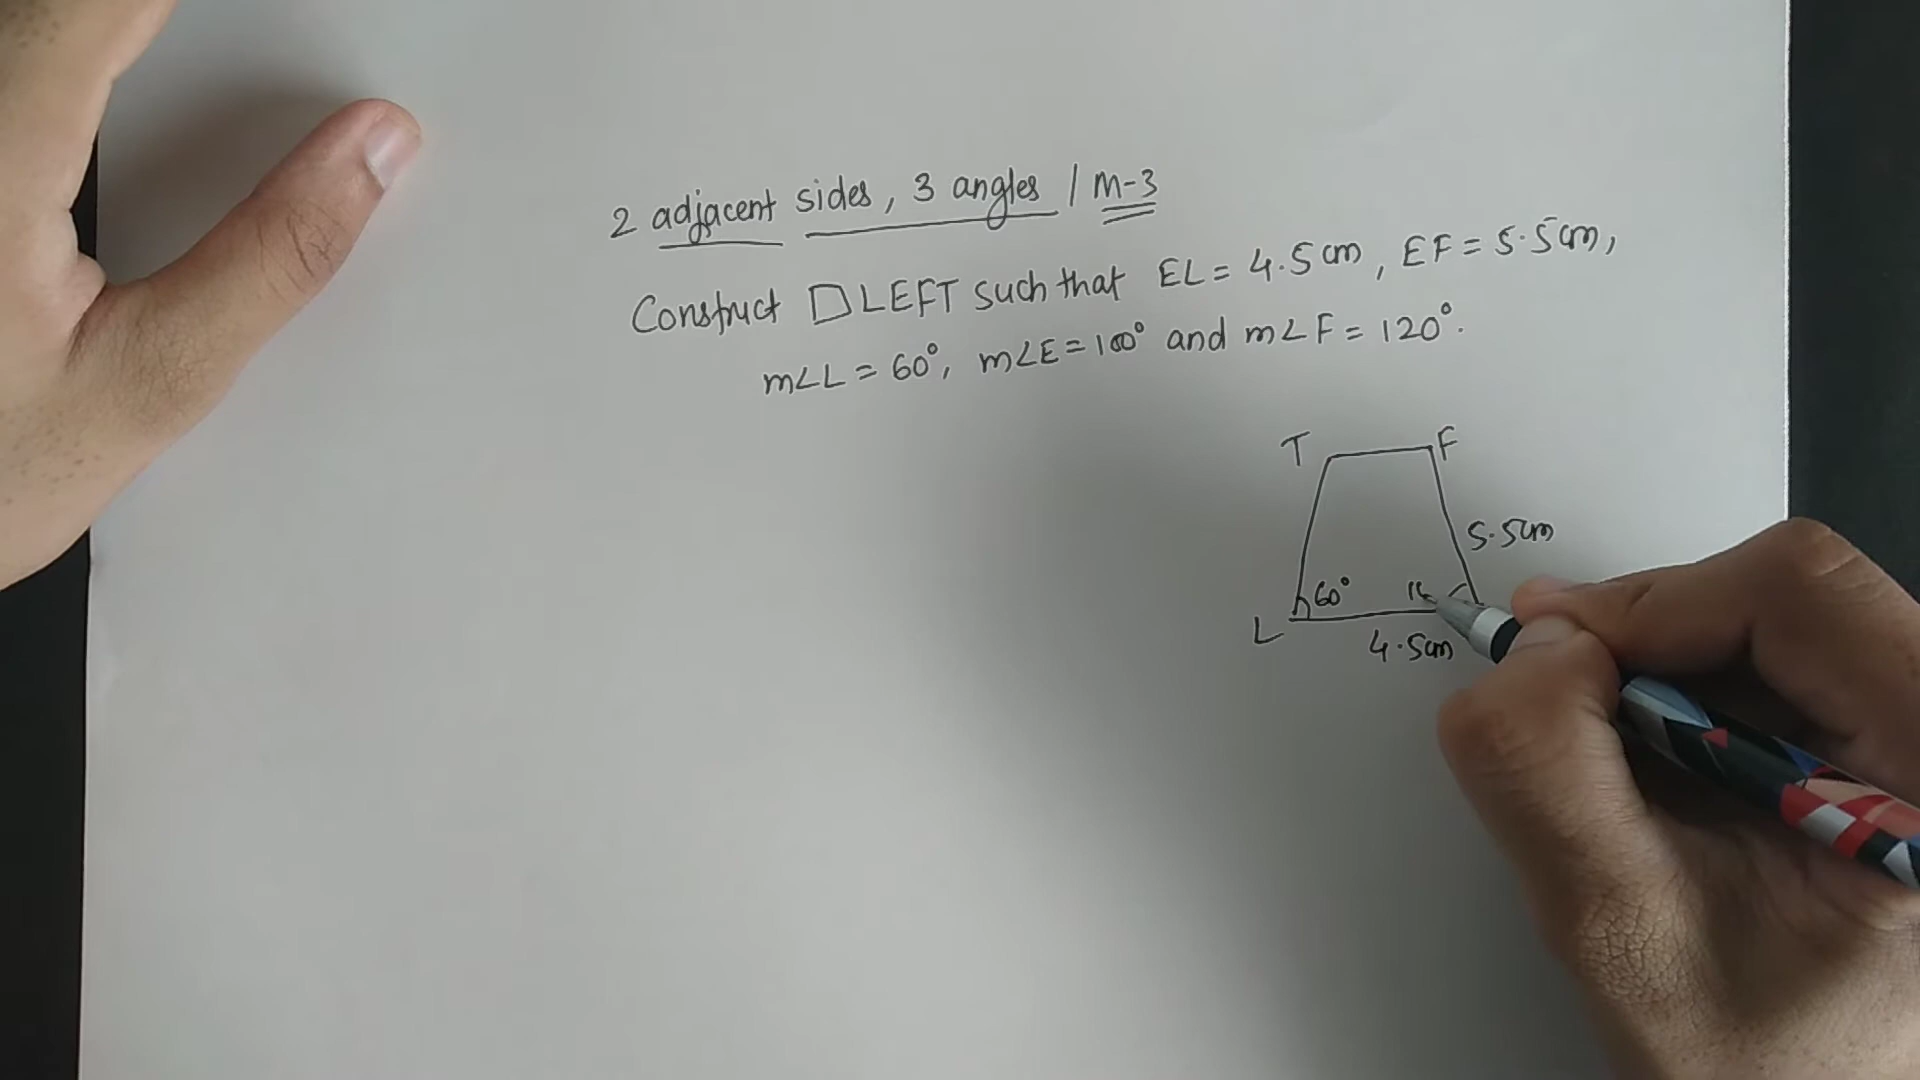 2 adjacent sides, 3 angles / M-3
Construct □LEFT such that EL = 4.5 cm, EF = 5.5 cm,
m∠L = 60°, m∠E = 100° and m∠F = 120°.
T F
5.5cm
60°
L
4.5cm